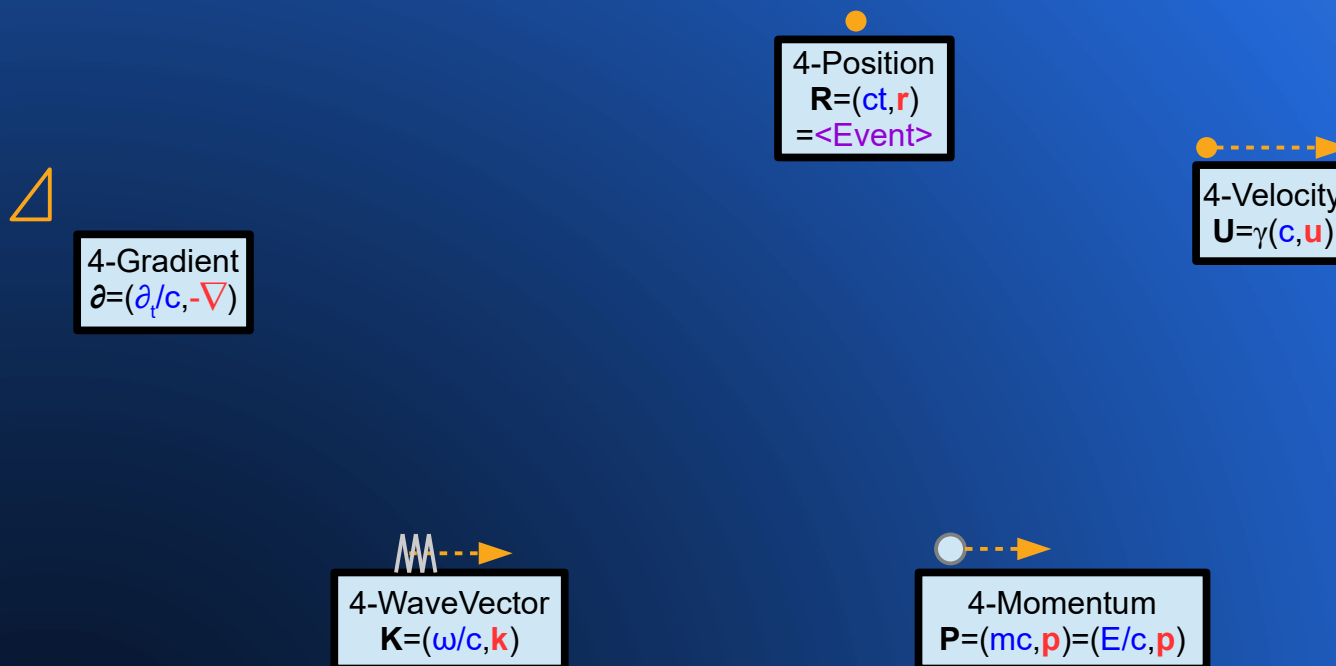 4-Position
R=(ct,r)
=<Event>
4-Velocity
U=γ(c,u)
4-Gradient
∂=(∂ₜ/c,-∇)
4-WaveVector
K=(ω/c,k)
4-Momentum
P=(mc,p)=(E/c,p)